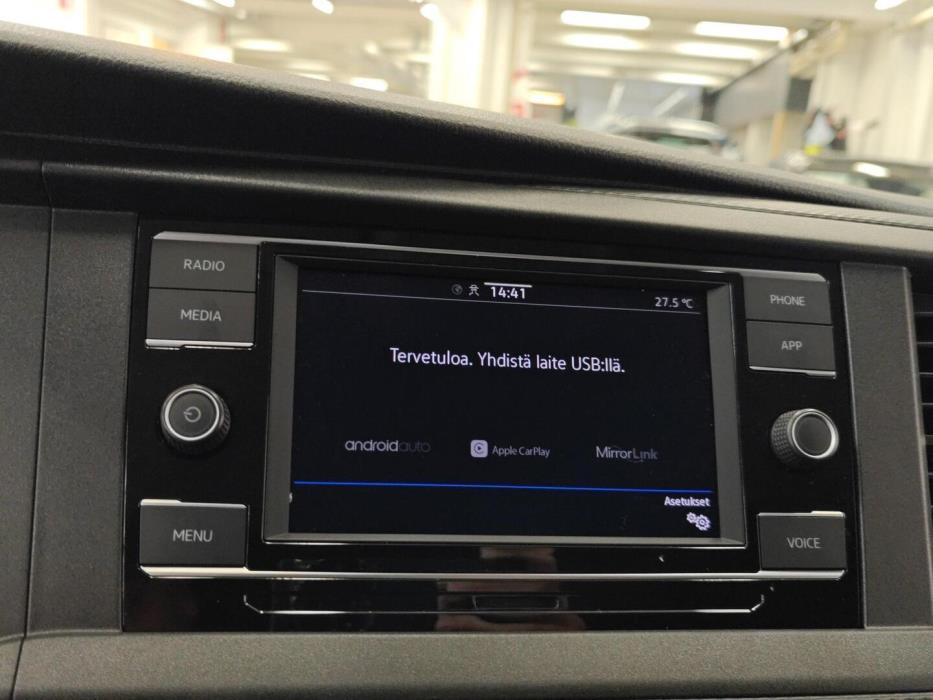 RADIO
MEDIA
MENU
14:41
27.5 °C
Tervetuloa. Yhdistä laite USB:llä.
androidauto
Apple CarPlay
MirrorLink
Asetukset
PHONE
APP
VOICE